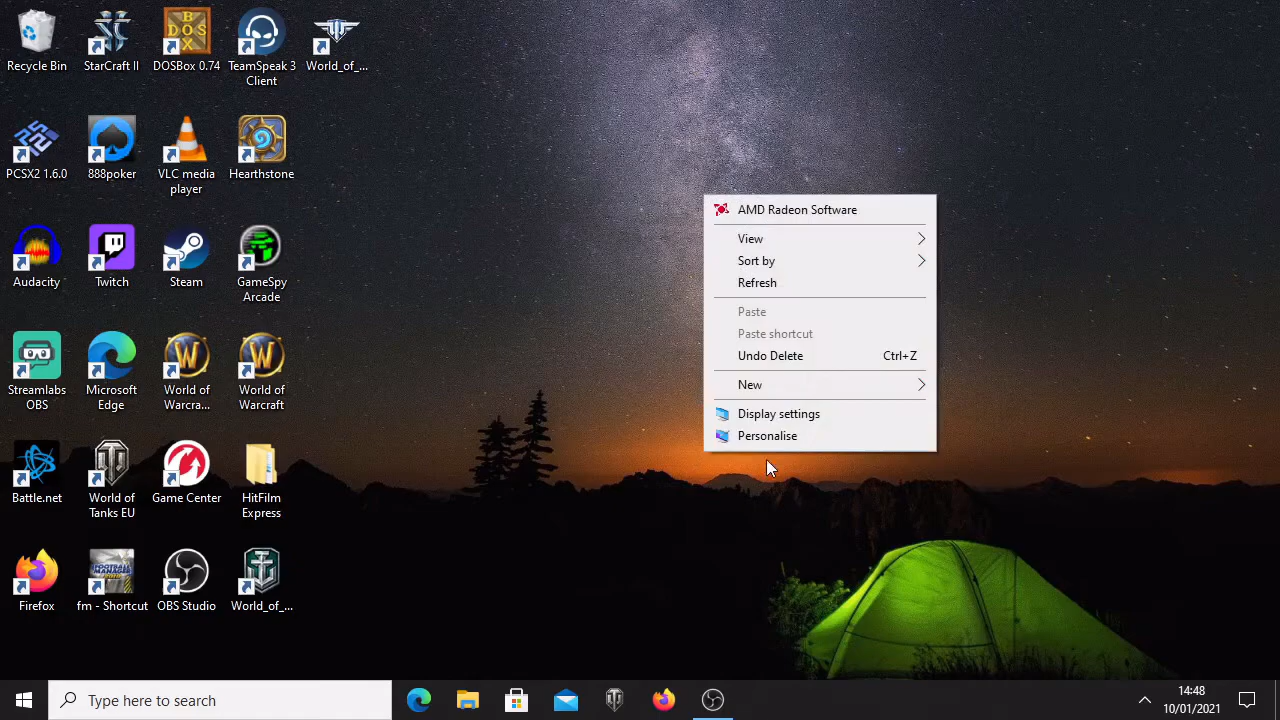 Recycle Bin
StarCraft II
DOSBox 0.74
TeamSpeak 3
Client
World_of_...
PCSX2 1.6.0
888poker
VLC media
player
Hearthstone
Audacity
Twitch
Steam
GameSpy
Arcade
Streamlabs
OBS
Microsoft
Edge
World of
Warcra...
World of
Warcraft
Battle.net
World of
Tanks EU
Game Center
HitFilm
Express
Firefox
fm - Shortcut
OBS Studio
World_of_...
AMD Radeon Software
View
Sort by
Refresh
Paste
Paste shortcut
Undo Delete Ctrl+Z
New
Display settings
Personalise
Type here to search
14:48
10/01/2021